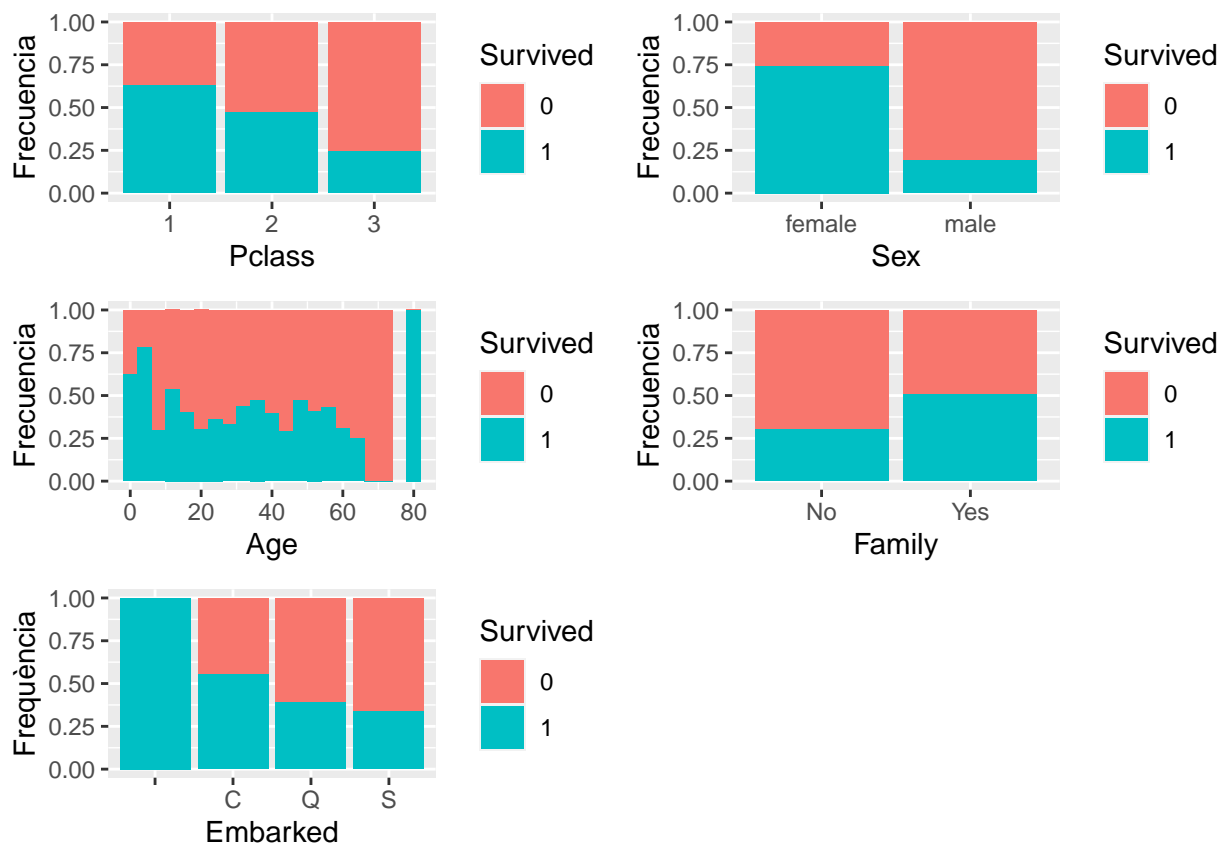 Frecuencia
1.00
0.75
0.50
0.25
0.00
1 2 3
Pclass
Survived
0
1
Frecuencia
1.00
0.75
0.50
0.25
0.00
female male
Sex
Survived
0
1
Frecuencia
1.00
0.75
0.50
0.25
0.00
0 20 40 60 80
Age
Survived
0
1
Frecuencia
1.00
0.75
0.50
0.25
0.00
No Yes
Family
Survived
0
1
Frequència
1.00
0.75
0.50
0.25
0.00
C Q S
Embarked
Survived
0
1